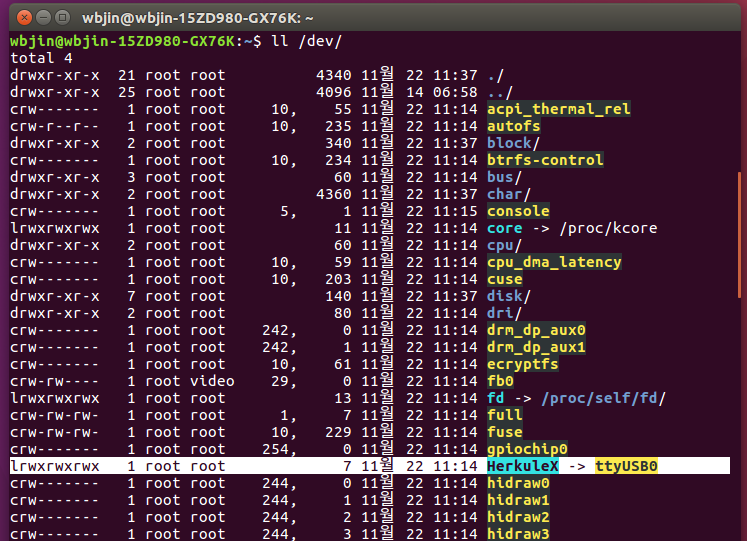 wbjin@wbjin-15ZD980-GX76K: ~
wbjin@wbjin-15ZD980-GX76K:~$ ll /dev/
total 4
drwxr-xr-x  21 root root          4340 11월  22 11:37 ./
drwxr-xr-x  25 root root          4096 11월  14 06:58 ../
crw-------   1 root root     10,    55 11월  22 11:14 acpi_thermal_rel
crw-r--r--   1 root root     10,   235 11월  22 11:14 autofs
drwxr-xr-x   2 root root           340 11월  22 11:37 block/
crw-------   1 root root     10,   234 11월  22 11:14 btrfs-control
drwxr-xr-x   3 root root            60 11월  22 11:14 bus/
drwxr-xr-x   2 root root          4360 11월  22 11:37 char/
crw-------   1 root root      5,     1 11월  22 11:15 console
lrwxrwxrwx   1 root root            11 11월  22 11:14 core -> /proc/kcore
drwxr-xr-x   2 root root            60 11월  22 11:14 cpu/
crw-------   1 root root     10,    59 11월  22 11:14 cpu_dma_latency
crw-------   1 root root     10,   203 11월  22 11:14 cuse
drwxr-xr-x   7 root root           140 11월  22 11:37 disk/
drwxr-xr-x   2 root root            80 11월  22 11:14 dri/
crw-------   1 root root    242,     0 11월  22 11:14 drm_dp_aux0
crw-------   1 root root    242,     1 11월  22 11:14 drm_dp_aux1
crw-------   1 root root     10,    61 11월  22 11:14 ecryptfs
crw-rw----   1 root video    29,     0 11월  22 11:14 fb0
lrwxrwxrwx   1 root root            13 11월  22 11:14 fd -> /proc/self/fd/
crw-rw-rw-   1 root root      1,     7 11월  22 11:14 full
crw-rw-rw-   1 root root     10,   229 11월  22 11:14 fuse
crw-------   1 root root    254,     0 11월  22 11:14 gpiochip0
lrwxrwxrwx   1 root root             7 11월  22 11:14 HerkuleX -> ttyUSB0
crw-------   1 root root    244,     0 11월  22 11:14 hidraw0
crw-------   1 root root    244,     1 11월  22 11:14 hidraw1
crw-------   1 root root    244,     2 11월  22 11:14 hidraw2
crw-------   1 root root    244,     3 11월  22 11:14 hidraw3